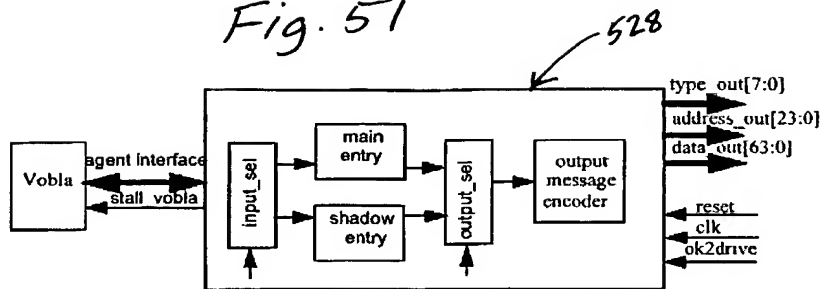 Fig. 51
528
type_out[7:0]
address_out[23:0]
data_out[63:0]
Vobla
agent interface
stall_vobla
input_sel
main
entry
shadow
entry
output_sel
output
message
encoder
reset
clk
ok2drive